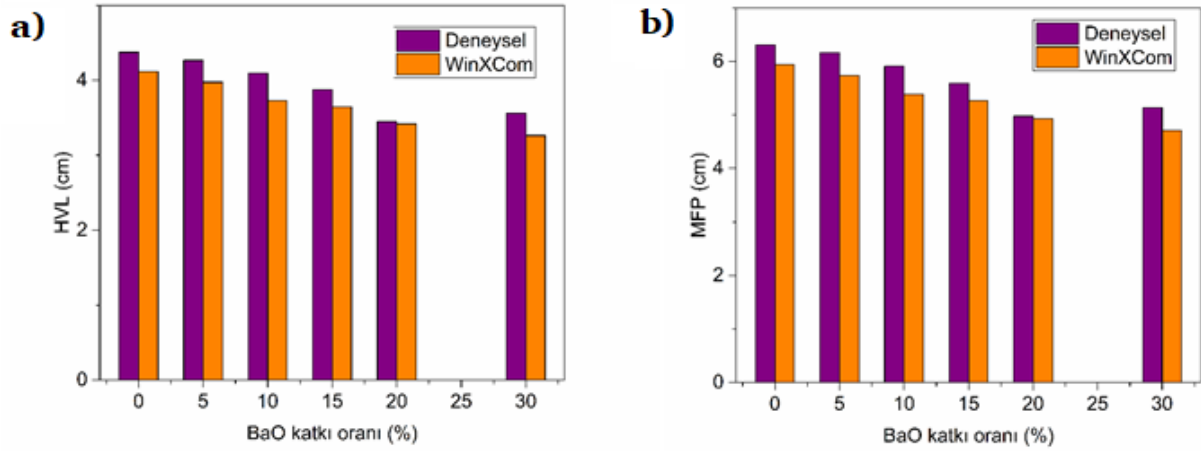 a)
Deneysel
WinXCom
HVL (cm)
4
2
0
0 5 10 15 20 25 30
BaO katkı oranı (%)
b)
Deneysel
WinXCom
MFP (cm)
6
4
2
0
0 5 10 15 20 25 30
BaO katkı oranı (%)